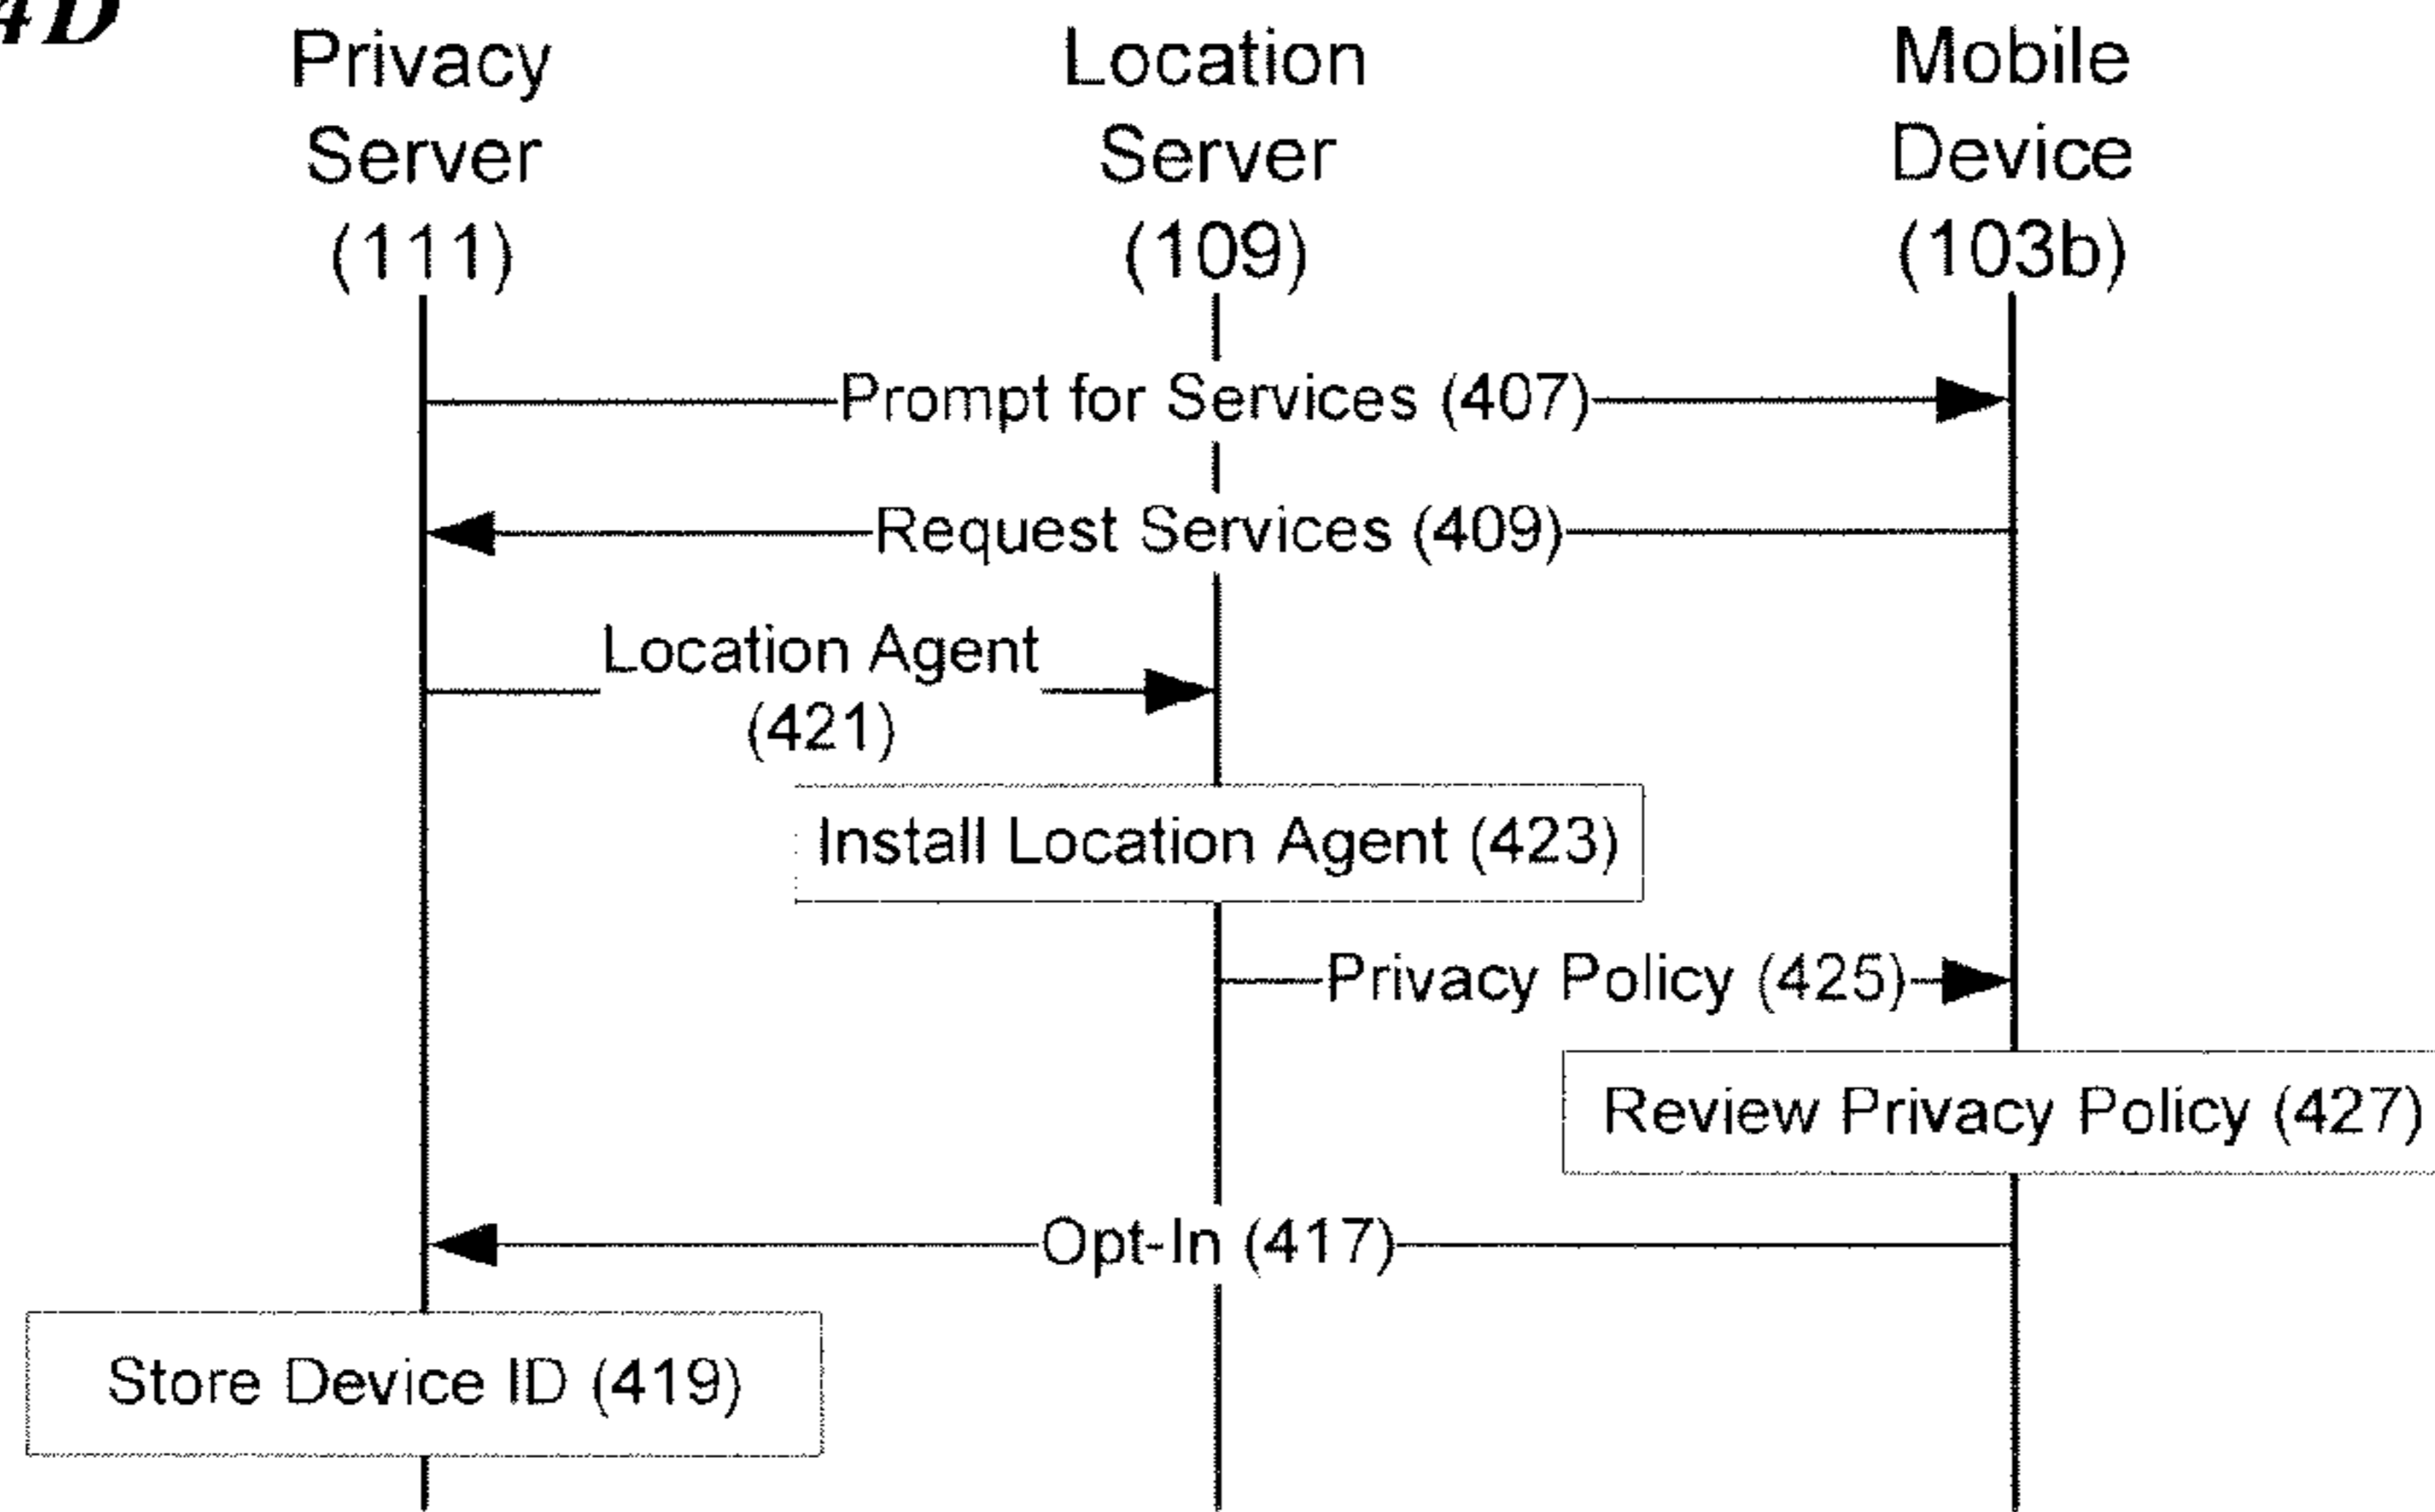 4D
Privacy
Server
(111)
Location
Server
(109)
Mobile
Device
(103b)
Prompt for Services (407)
Request Services (409)
Location Agent
(421)
Install Location Agent (423)
Privacy Policy (425)
Review Privacy Policy (427)
Opt-In (417)
Store Device ID (419)